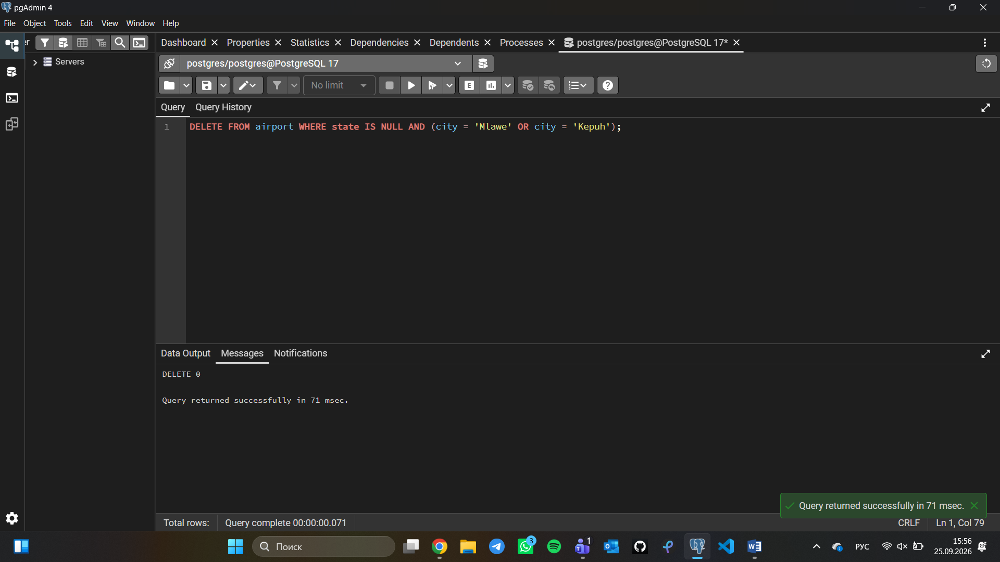 pgAdmin 4
File Object Tools Edit View Window Help
er
Dashboard Properties Statistics Dependencies Dependents Processes postgres/postgres@PostgreSQL 17*
Servers
postgres/postgres@PostgreSQL 17
No limit
E
Query Query History
1 DELETE FROM airport WHERE state IS NULL AND (city = 'Mlawe' OR city = 'Kepuh');
Data Output Messages Notifications
DELETE 0
Query returned successfully in 71 msec.
Query returned successfully in 71 msec.
Total rows: Query complete 00:00:00.071 CRLF Ln 1, Col 79
Поиск
3
1
РУС
15:56
25.09.2026